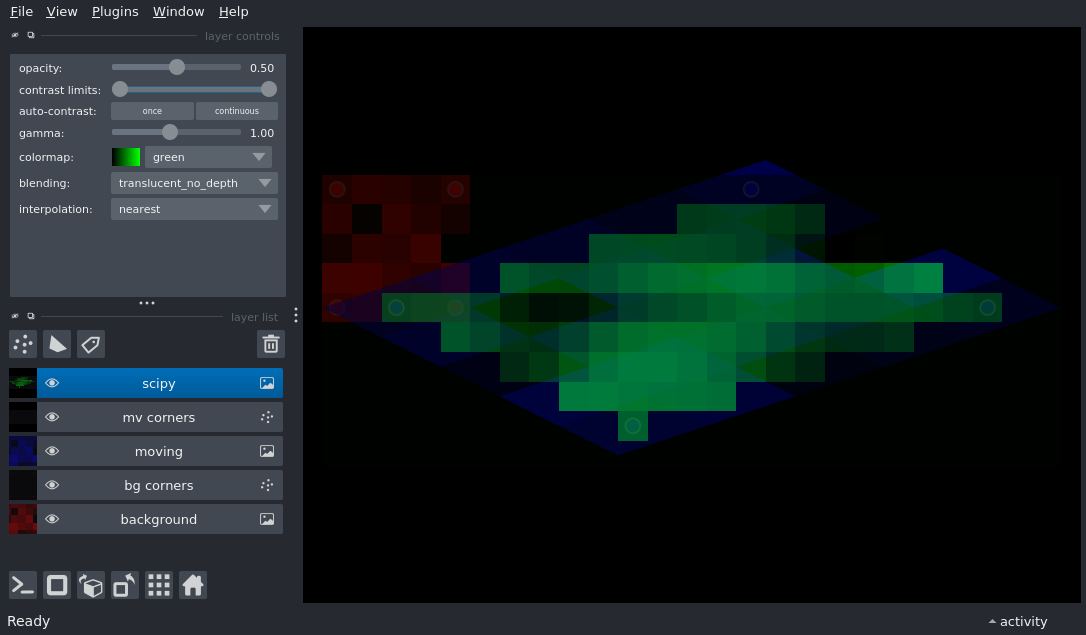 File View Plugins Window Help
layer controls
opacity: 0.50
contrast limits:
auto-contrast: once continuous
gamma: 1.00
colormap: green
blending: translucent_no_depth
interpolation: nearest
layer list
scipy
mv corners
moving
bg corners
background
Ready
activity